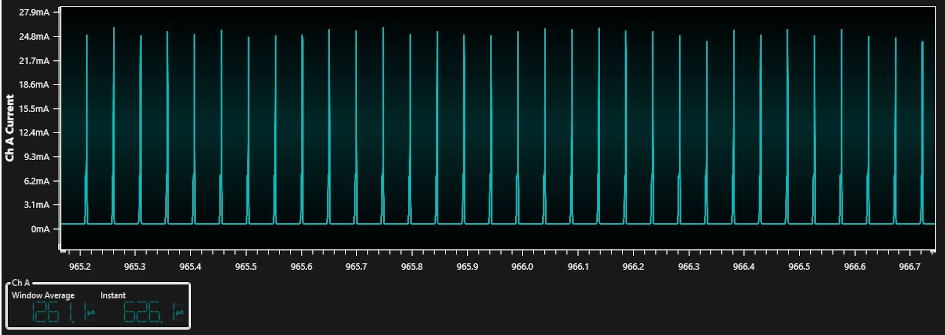 27.9mA
24.8mA
21.7mA
18.6mA
15.5mA
12.4mA
9.3mA
6.2mA
3.1mA
0mA
Ch A Current
965.2 965.3 965.4 965.5 965.6 965.7 965.8 965.9 966.0 966.1 966.2 966.3 966.4 966.5 966.6 966.7
Ch A
Window Average Instant
1261.1µA 626.1µA